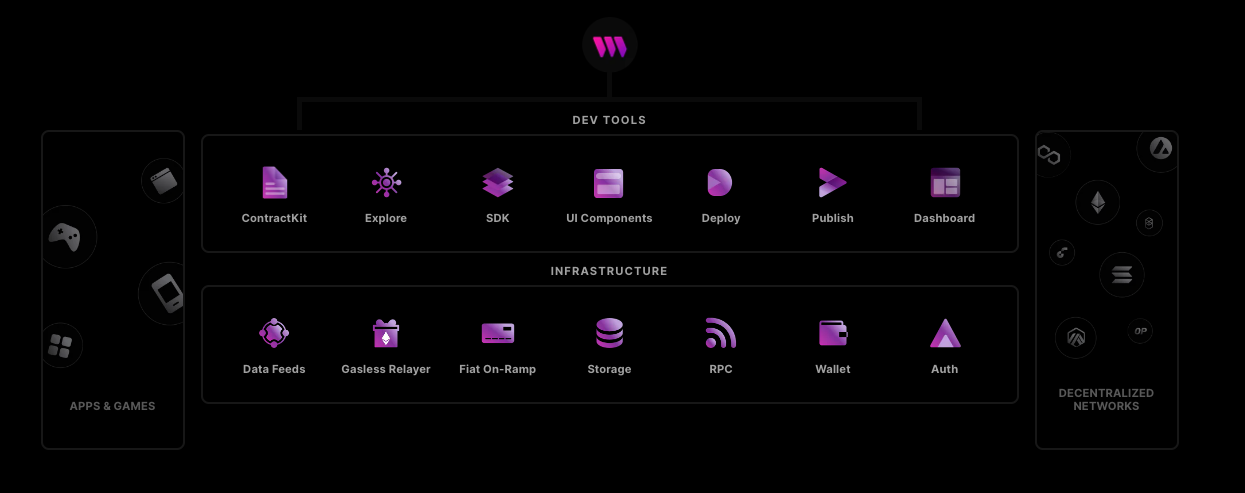 DEV TOOLS
ContractKit
Explore
SDK
UI Components
Deploy
Publish
Dashboard
INFRASTRUCTURE
Data Feeds
Gasless Relayer
Fiat On-Ramp
Storage
RPC
Wallet
Auth
APPS & GAMES
OP
DECENTRALIZED
NETWORKS